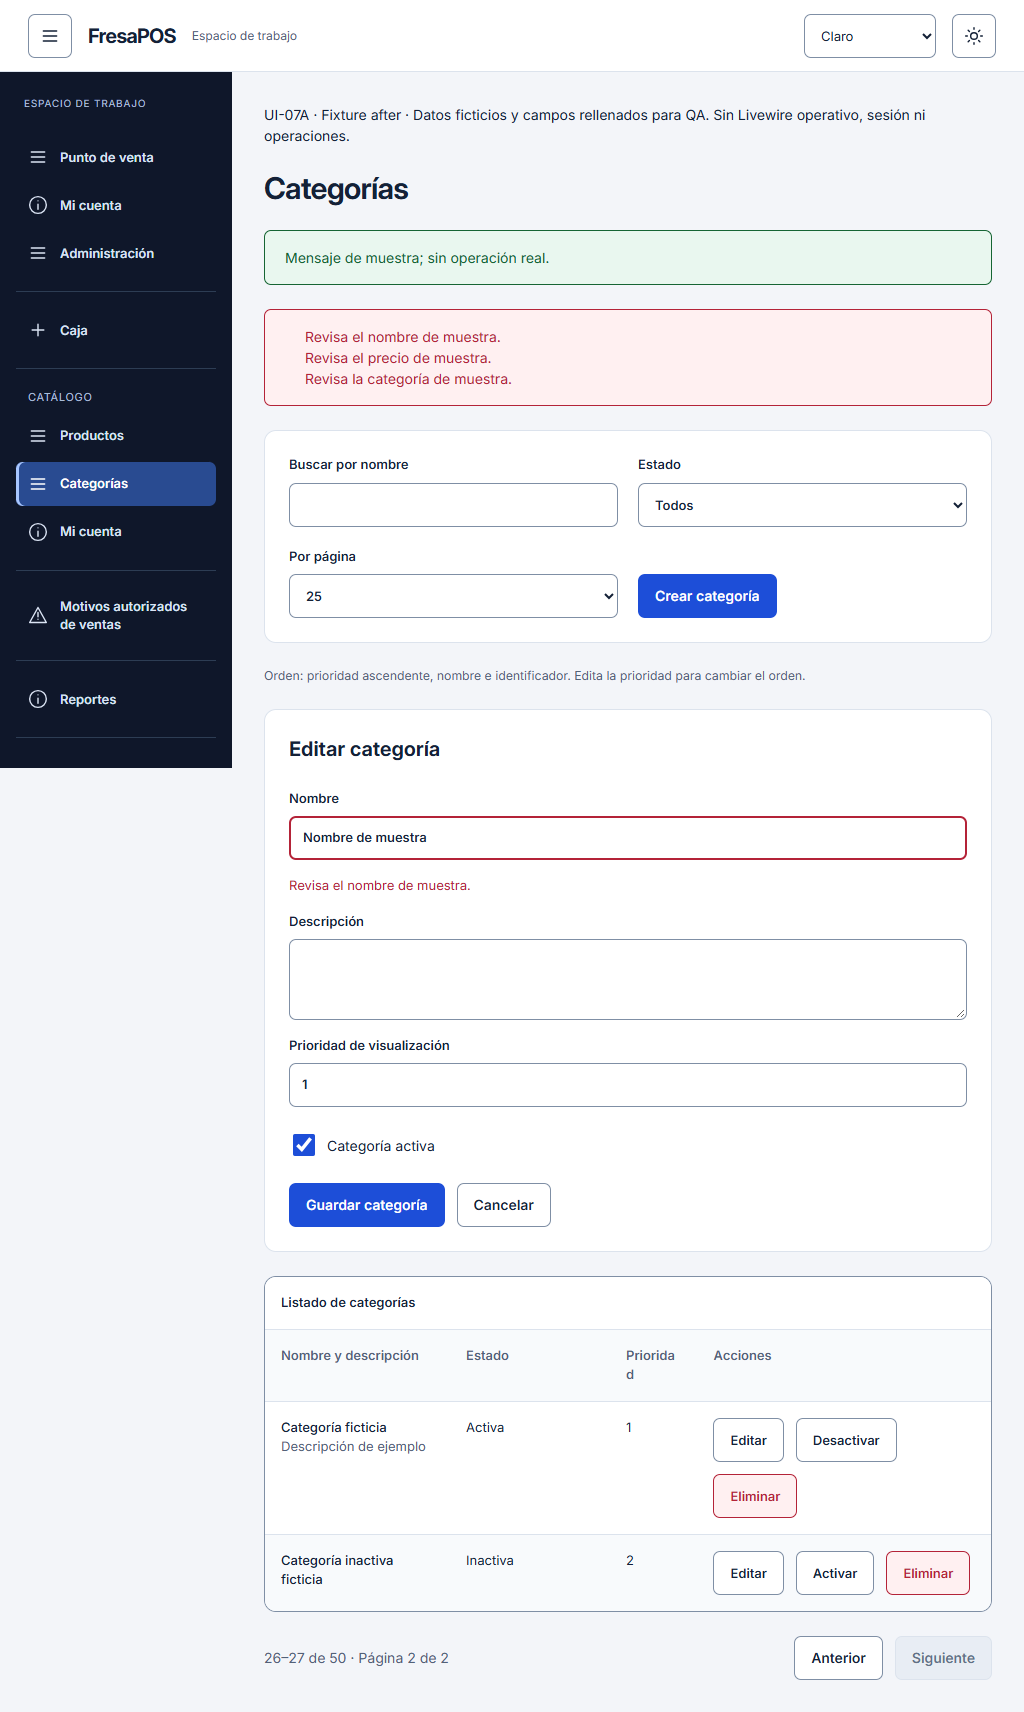 FresaPOS
Espacio de trabajo
Claro
ESPACIO DE TRABAJO
Punto de venta
Mi cuenta
Administración
Caja
CATÁLOGO
Productos
Categorías
Mi cuenta
Motivos autorizados
de ventas
Reportes
UI-07A · Fixture after · Datos ficticios y campos rellenados para QA. Sin Livewire operativo, sesión ni
operaciones.
Categorías
Mensaje de muestra; sin operación real.
Revisa el nombre de muestra.
Revisa el precio de muestra.
Revisa la categoría de muestra.
Buscar por nombre
Estado
Todos
Por página
25
Crear categoría
Orden: prioridad ascendente, nombre e identificador. Edita la prioridad para cambiar el orden.
Editar categoría
Nombre
Nombre de muestra
Revisa el nombre de muestra.
Descripción
Prioridad de visualización
1
Categoría activa
Guardar categoría
Cancelar
Listado de categorías
Nombre y descripción
Estado
Priorida
d
Acciones
Categoría ficticia
Descripción de ejemplo
Activa
1
Editar
Desactivar
Eliminar
Categoría inactiva
ficticia
Inactiva
2
Editar
Activar
Eliminar
26–27 de 50 · Página 2 de 2
Anterior
Siguiente